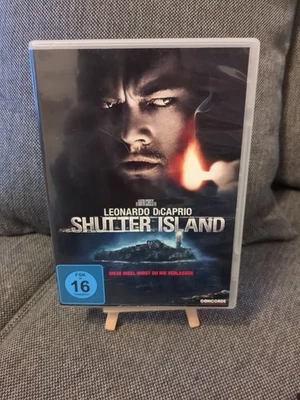 LEONARDO DiCAPRIO
SHUTTER ISLAND
DIESE INSEL WIRST DU NIE VERLASSEN
FSK
16
CONCORDE